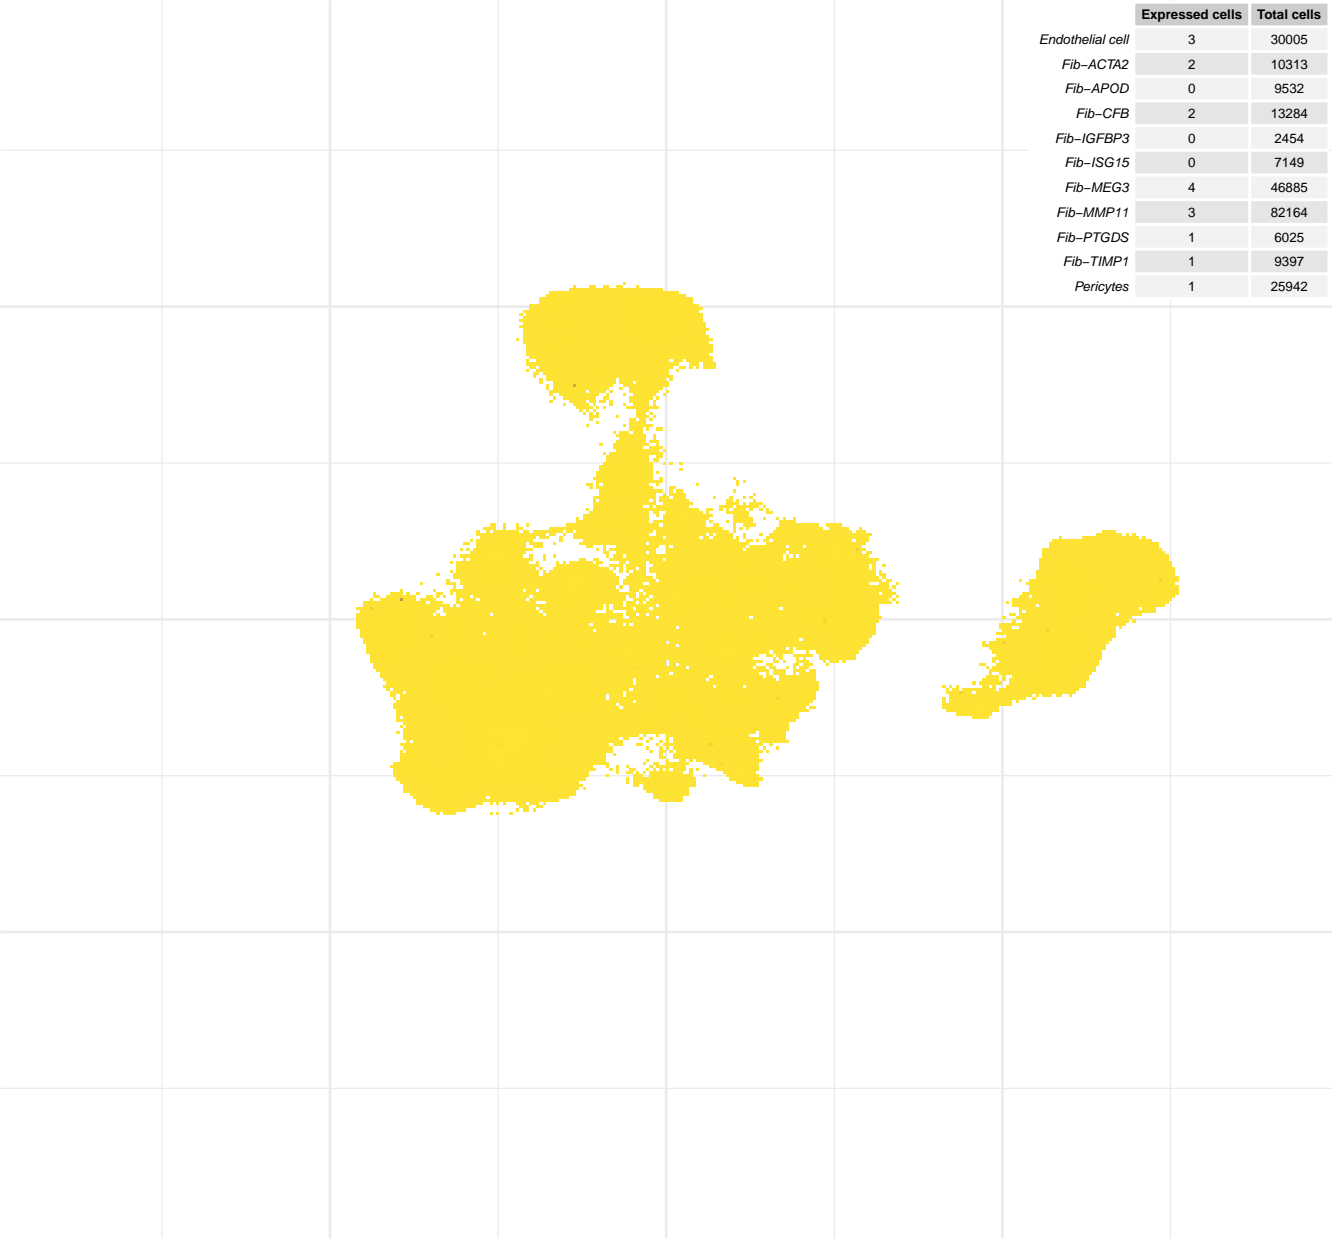 Expressed cells Total cells
Endothelial cell 3 30005
Fib−ACTA2 2 10313
Fib−APOD 0 9532
Fib−CFB 2 13284
Fib−IGFBP3 0 2454
Fib−ISG15 0 7149
Fib−MEG3 4 46885
Fib−MMP11 3 82164
Fib−PTGDS 1 6025
Fib−TIMP1 1 9397
Pericytes 1 25942